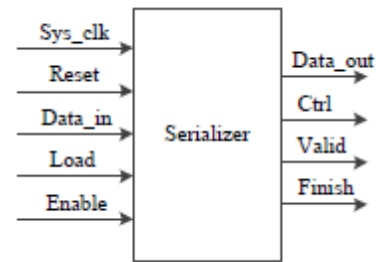 Sys_clk
Reset
Data_in
Load
Enable
Serializer
Data_out
Ctrl
Valid
Finish